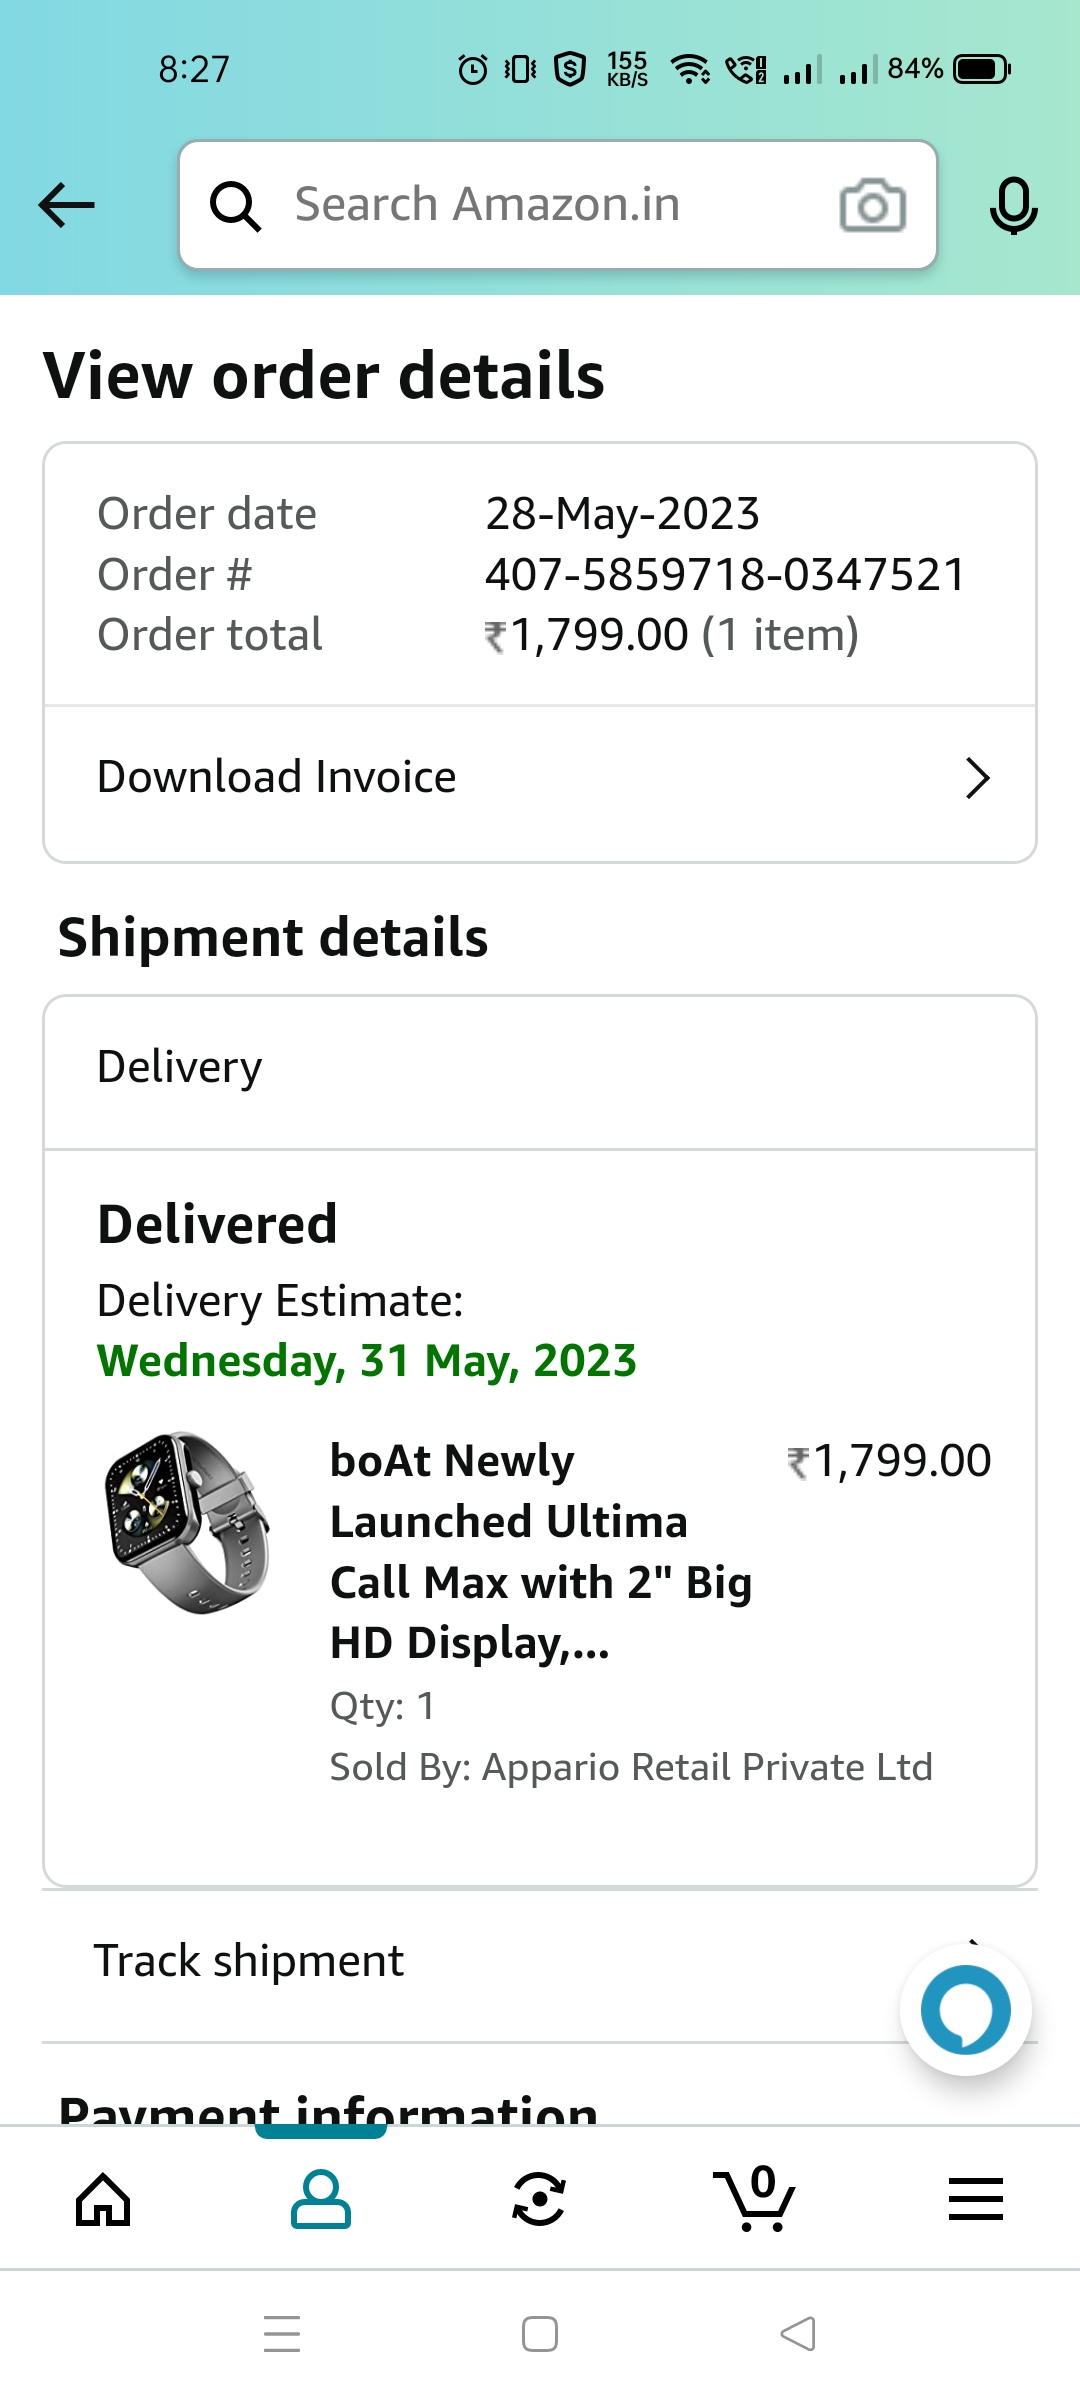 8:27
155
KB/S
84%
Search Amazon.in
View order details
Order date 28-May-2023
Order # 407-5859718-0347521
Order total ₹1,799.00 (1 item)
Download Invoice
Shipment details
Delivery
Delivered
Delivery Estimate:
Wednesday, 31 May, 2023
boAt Newly ₹1,799.00
Launched Ultima
Call Max with 2" Big
HD Display,...
Qty: 1
Sold By: Appario Retail Private Ltd
Track shipment
Payment information
0